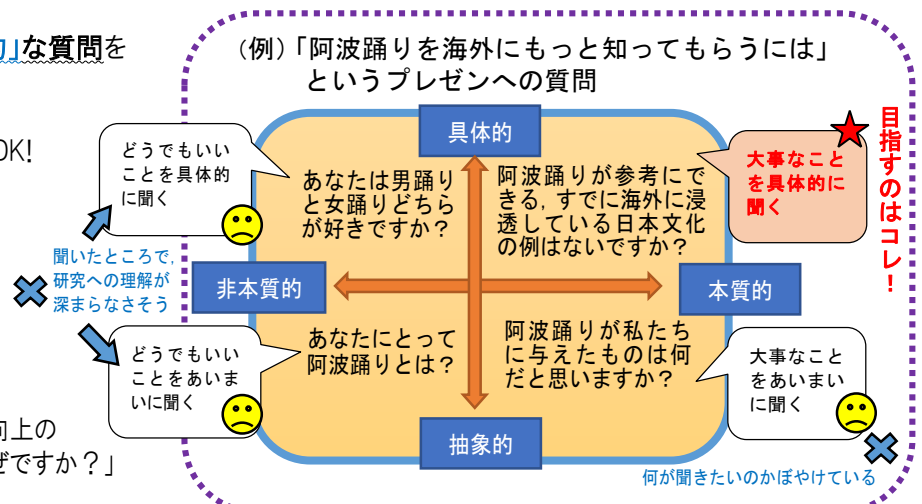 」な質問を
OK!
向上の
ぜですか？」
（例）「阿波踊りを海外にもっと知ってもらうには」
というプレゼンへの質問
具体的
どうでもいい
ことを具体的
に聞く
あなたは男踊り
と女踊りどちら
が好きですか？
阿波踊りが参考にで
きる，すでに海外に浸
透している日本文化
の例はないですか？
大事なこと
を具体的に
聞く
目指すのはコレ！
聞いたところで，
研究への理解が
深まらなさそう
非本質的
本質的
どうでもいい
ことをあいま
いに聞く
あなたにとって
阿波踊りとは？
阿波踊りが私たち
に与えたものは何
だと思いますか？
大事なこと
をあいまい
に聞く
抽象的
何が聞きたいのかぼやけている